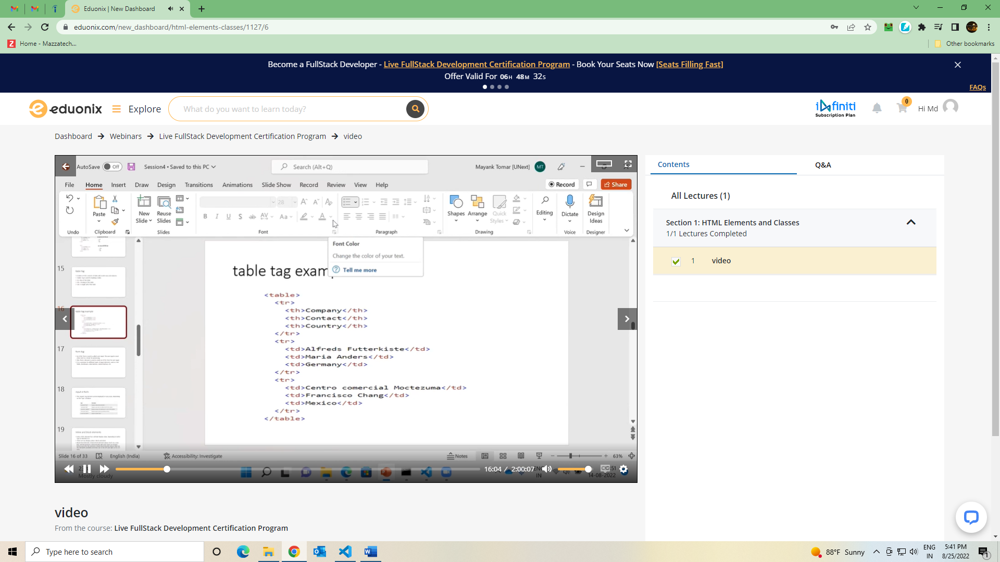 Eduonix | New Dashboard
eduonix.com/new_dashboard/html-elements-classes/1127/6
Home - Mazzatech...
Other bookmarks
Become a FullStack Developer - Live FullStack Development Certification Program - Book Your Seats Now [Seats Filling Fast]
Offer Valid For 06H 48M 32S
FAQs
eduonix
Explore
What do you want to learn today?
infiniti
Subscription Plan
0
Hi Md
Dashboard → Webinars → Live FullStack Development Certification Program → video
AutoSave Off Session4 • Saved to this PC
Search (Alt+Q)
Mayank Tomar [UNext] MT
File Home Insert Draw Design Transitions Animations Slide Show Record Review View Help
Record Share
Undo
Paste
Clipboard
New Slide
Reuse Slides
Slides
28
Font
Paragraph
Shapes Arrange Quick Styles
Drawing
Editing
Dictate
Voice
Design Ideas
Designer
Font Color
Change the color of your text.
Tell me more
15
16
17
18
19
table tag exam
<table>
<tr>
<th>Company</th>
<th>Contact</th>
<th>Country</th>
</tr>
<tr>
<td>Alfreds Futterkiste</td>
<td>Maria Anders</td>
<td>Germany</td>
</tr>
<tr>
<td>Centro comercial Moctezuma</td>
<td>Francisco Chang</td>
<td>Mexico</td>
</tr>
</table>
Slide 16 of 33 English (India) Accessibility: Investigate
Notes 63%
16:04 / 2:00:07
Mostly cloudy
IN
14-08-2022
Contents
Q&A
All Lectures (1)
Section 1: HTML Elements and Classes
1/1 Lectures Completed
1 video
video
From the course: Live FullStack Development Certification Program
Type here to search
88°F Sunny
ENG
IN
5:41 PM
8/25/2022
1